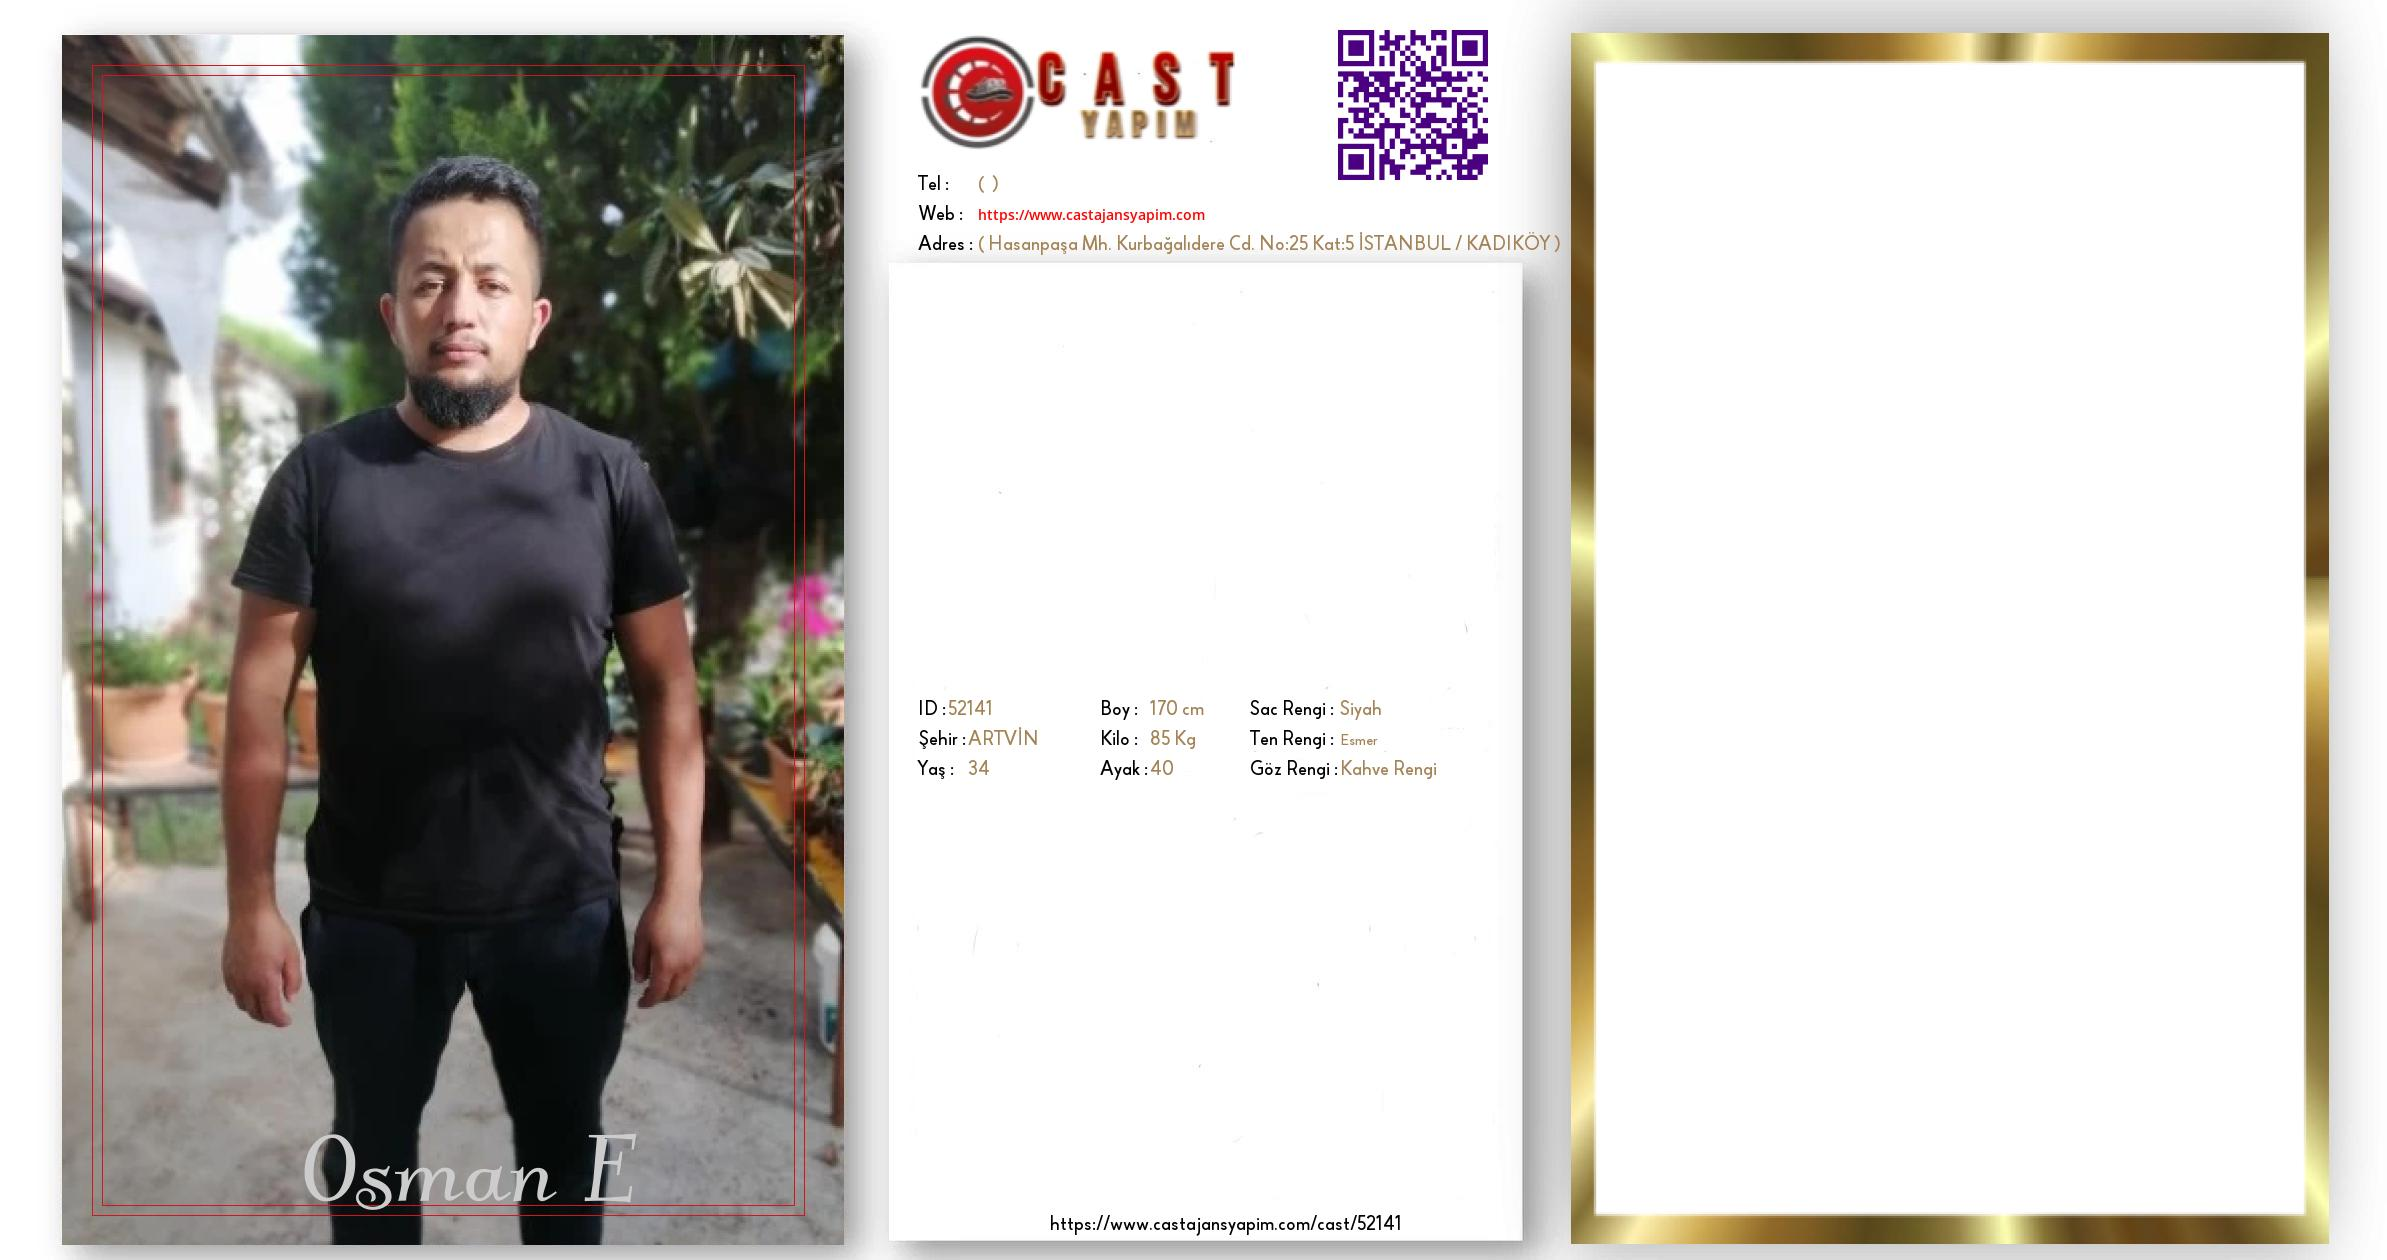 CAST
YAPIM
Tel : ( )
Web : https://www.castajansyapim.com
Adres : ( Hasanpaşa Mh. Kurbağalıdere Cd. No:25 Kat:5 İSTANBUL / KADIKÖY )
ID : 52141 Boy : 170 cm Sac Rengi : Siyah
Şehir : ARTVİN Kilo : 85 Kg Ten Rengi : Esmer
Yaş : 34 Ayak : 40 Göz Rengi : Kahve Rengi
Osman E
https://www.castajansyapim.com/cast/52141